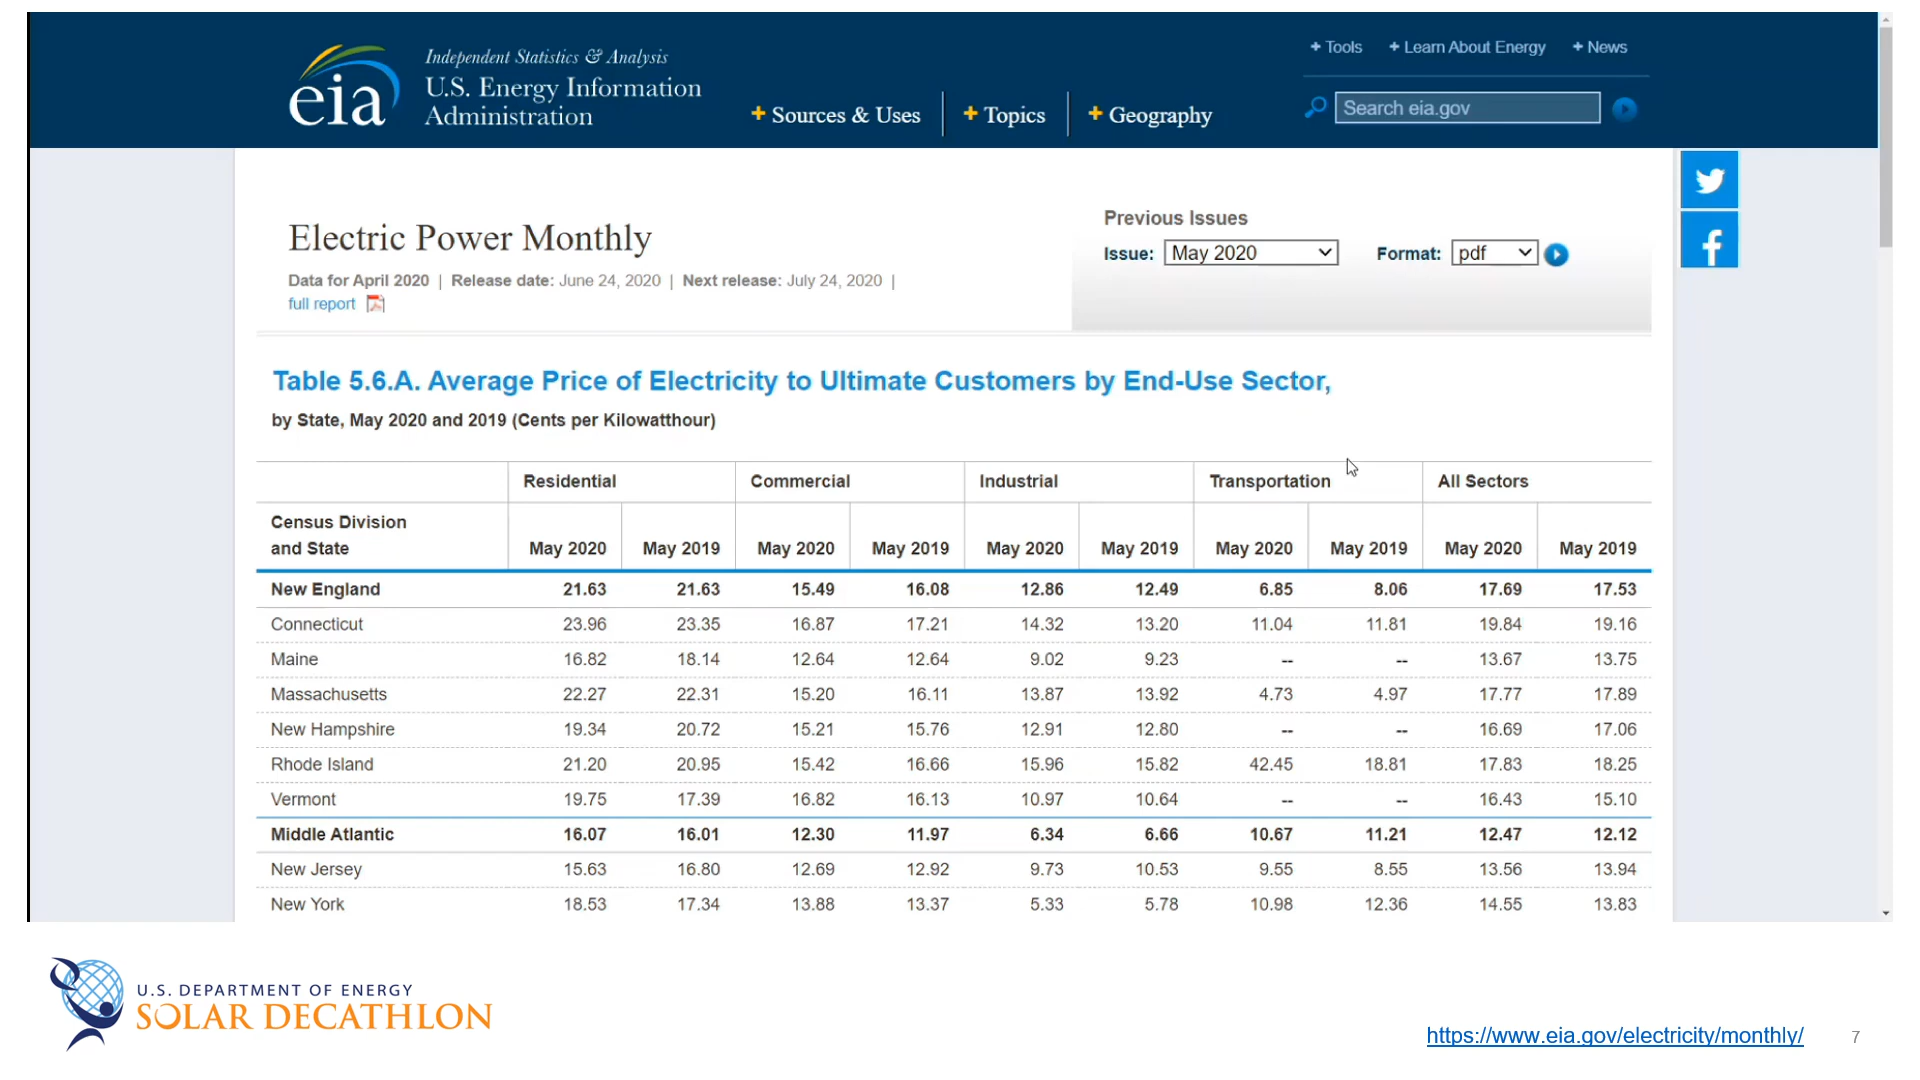 Independent Statistics & Analysis
eia U.S. Energy Information
Administration
+ Sources & Uses + Topics + Geography
+ Tools + Learn About Energy + News
Search eia.gov
Electric Power Monthly
Data for April 2020 | Release date: June 24, 2020 | Next release: July 24, 2020 |
full report
Previous Issues
Issue: May 2020 Format: pdf
Table 5.6.A. Average Price of Electricity to Ultimate Customers by End-Use Sector,
by State, May 2020 and 2019 (Cents per Kilowatthour)
Residential Commercial Industrial Transportation All Sectors
Census Division
and State May 2020 May 2019 May 2020 May 2019 May 2020 May 2019 May 2020 May 2019 May 2020 May 2019
New England 21.63 21.63 15.49 16.08 12.86 12.49 6.85 8.06 17.69 17.53
Connecticut 23.96 23.35 16.87 17.21 14.32 13.20 11.04 11.81 19.84 19.16
Maine 16.82 18.14 12.64 12.64 9.02 9.23 -- -- 13.67 13.75
Massachusetts 22.27 22.31 15.20 16.11 13.87 13.92 4.73 4.97 17.77 17.89
New Hampshire 19.34 20.72 15.21 15.76 12.91 12.80 -- -- 16.69 17.06
Rhode Island 21.20 20.95 15.42 16.66 15.96 15.82 42.45 18.81 17.83 18.25
Vermont 19.75 17.39 16.82 16.13 10.97 10.64 -- -- 16.43 15.10
Middle Atlantic 16.07 16.01 12.30 11.97 6.34 6.66 10.67 11.21 12.47 12.12
New Jersey 15.63 16.80 12.69 12.92 9.73 10.53 9.55 8.55 13.56 13.94
New York 18.53 17.34 13.88 13.37 5.33 5.78 10.98 12.36 14.55 13.83
U.S. DEPARTMENT OF ENERGY
SOLAR DECATHLON
https://www.eia.gov/electricity/monthly/ 7